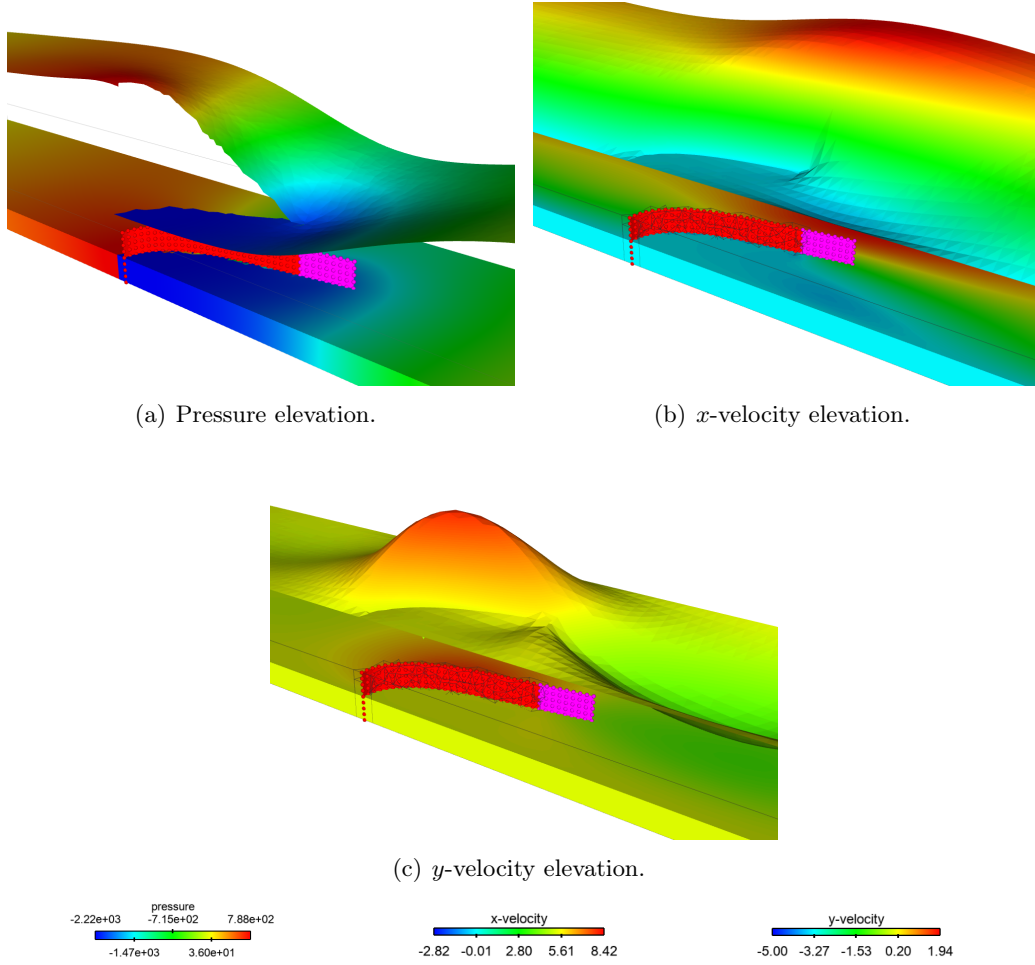 (a) Pressure elevation.
(b) x-velocity elevation.
(c) y-velocity elevation.
pressure
-2.22e+03 -7.15e+02 7.88e+02
-1.47e+03 3.60e+01
x-velocity
-2.82 -0.01 2.80 5.61 8.42
y-velocity
-5.00 -3.27 -1.53 0.20 1.94